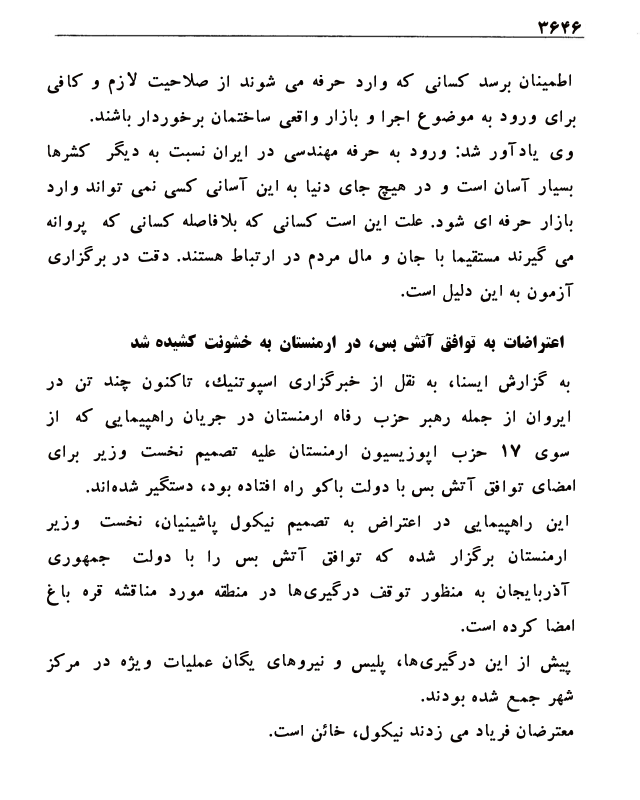 ۳۶۴۶
اطمینان برسد کسانی که وارد حرفه می شوند از صلاحیت لازم و کافی
برای ورود به موضوع اجرا و بازار واقعی ساختمان برخوردار باشند.
وی یادآور شد: ورود به حرفه مهندسی در ایران نسبت به دیگر کشرها
بسیار آسان است و در هیچ جای دنیا به این آسانی کسی نمی تواند وارد
بازار حرفه ای شود. علت این است کسانی که بلافاصله کسانی که پروانه
می گیرند مستقیما با جان و مال مردم در ارتباط هستند. دقت در برگزاری
آزمون به این دلیل است.
اعتراضات به توافق آتش بس، در ارمنستان به خشونت کشیده شد
به گزارش ایسنا، به نقل از خبرگزاری اسپوتنیك، تاکنون چند تن در
ایروان از جمله رهبر حزب رفاه ارمنستان در جریان راهپیمایی که از
سوی ۱۷ حزب اپوزیسیون ارمنستان علیه تصمیم نخست وزیر برای
امضای توافق آتش بس با دولت باکو راه افتاده بود، دستگیر شده‌اند.
این راهپیمایی در اعتراض به تصمیم نیکول پاشینیان، نخست وزیر
ارمنستان برگزار شده که توافق آتش بس را با دولت جمهوری
آذربایجان به منظور توقف درگیری‌ها در منطقه مورد مناقشه قره باغ
امضا کرده است.
پیش از این درگیری‌ها، پلیس و نیروهای یگان عملیات ویژه در مرکز
شهر جمع شده بودند.
معترضان فریاد می زدند نیکول، خائن است.